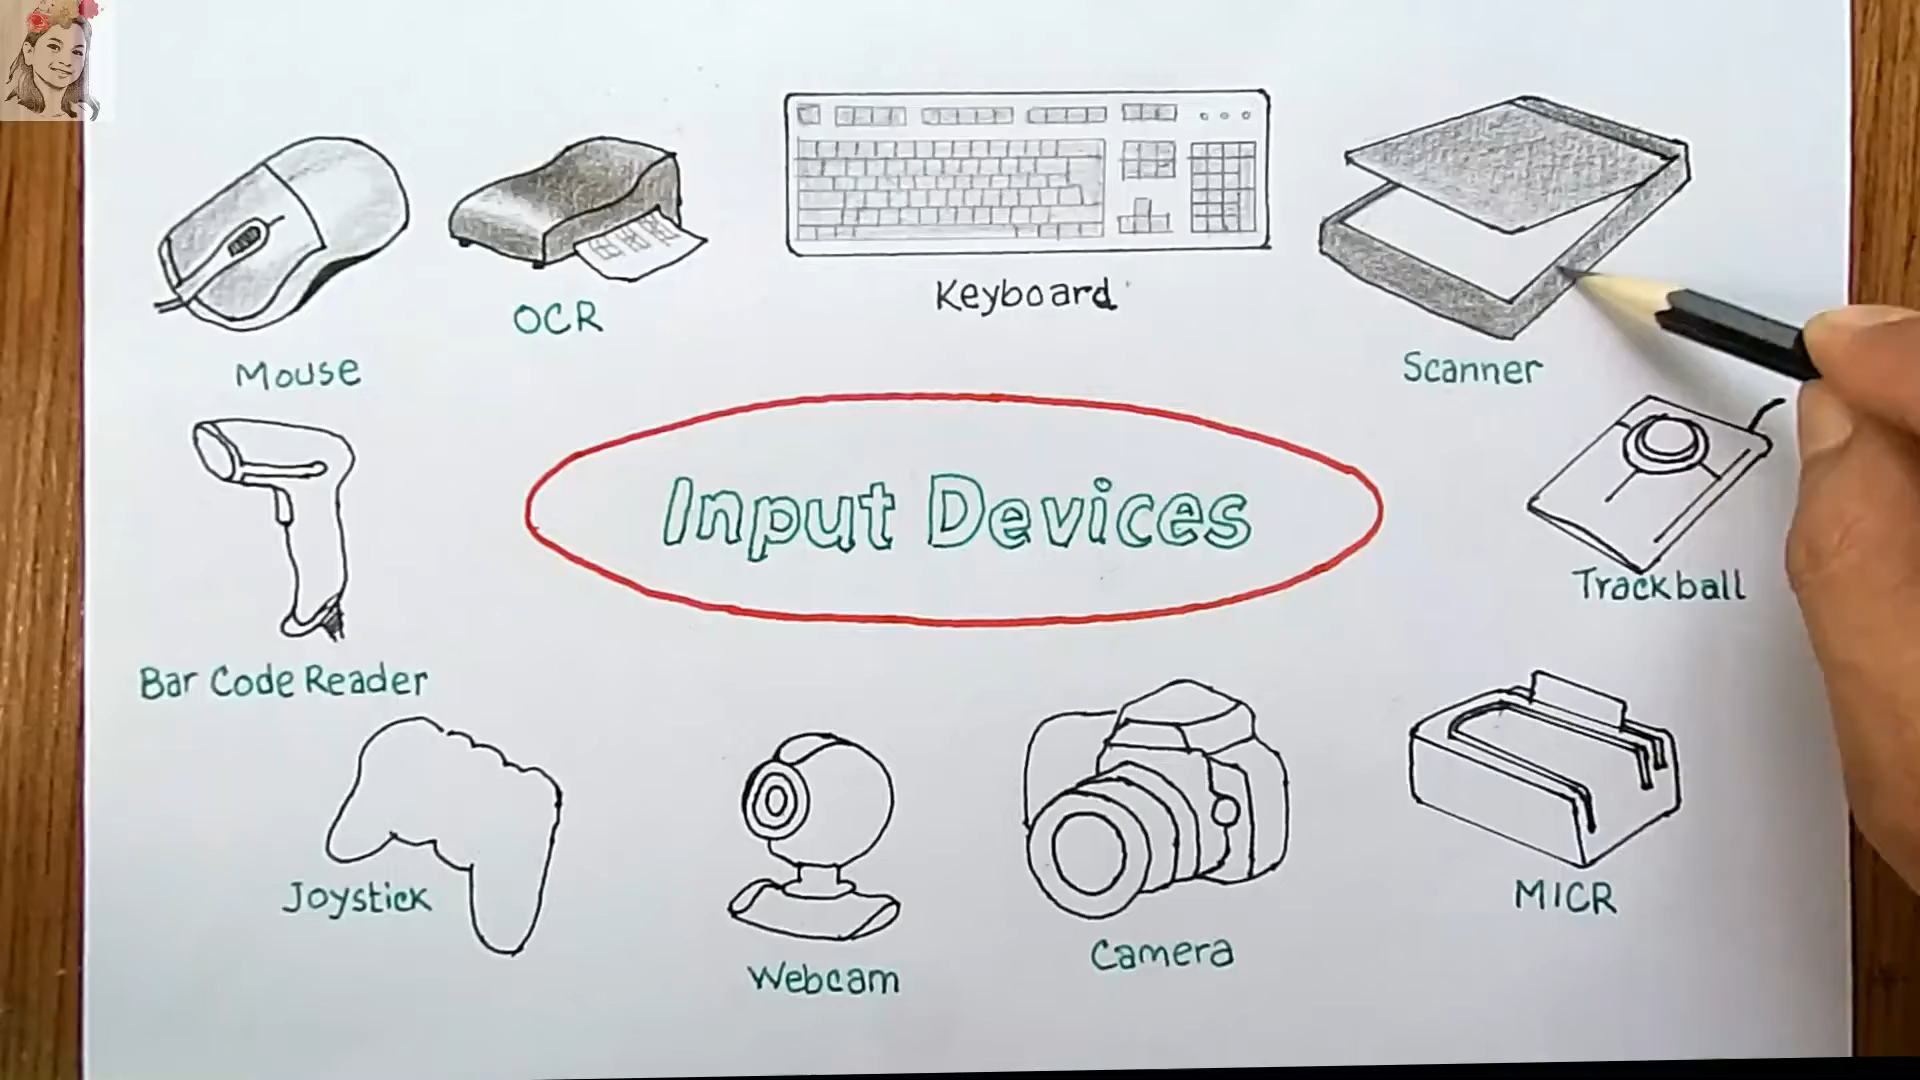 OCR
Keyboard
Mouse
Scanner
Input Devices
Trackball
Bar Code Reader
Joystick
MICR
Camera
Webcam